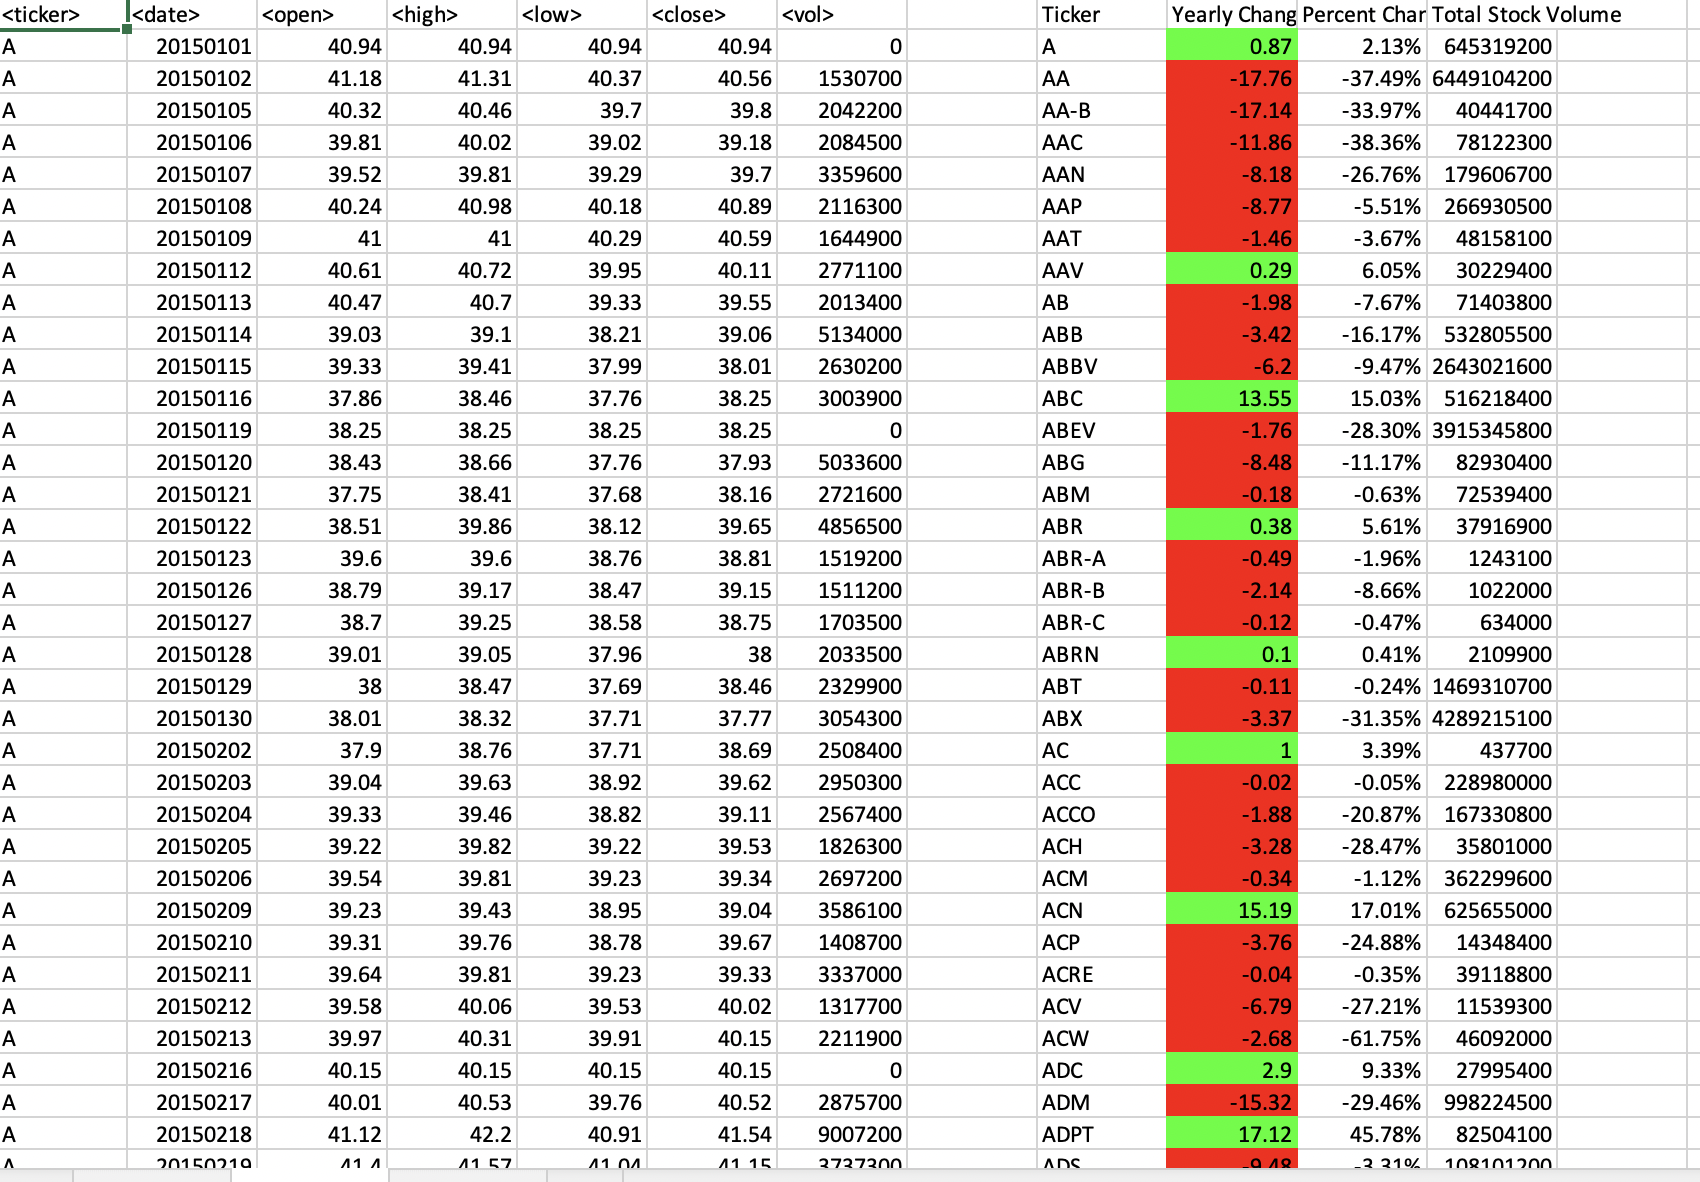 <ticker> <date> <open> <high> <low> <close> <vol> Ticker Yearly Chang Percent Char Total Stock Volume
A 20150101 40.94 40.94 40.94 40.94 0 A 0.87 2.13% 645319200
A 20150102 41.18 41.31 40.37 40.56 1530700 AA -17.76 -37.49% 6449104200
A 20150105 40.32 40.46 39.7 39.8 2042200 AA-B -17.14 -33.97% 40441700
A 20150106 39.81 40.02 39.02 39.18 2084500 AAC -11.86 -38.36% 78122300
A 20150107 39.52 39.81 39.29 39.7 3359600 AAN -8.18 -26.76% 179606700
A 20150108 40.24 40.98 40.18 40.89 2116300 AAP -8.77 -5.51% 266930500
A 20150109 41 41 40.29 40.59 1644900 AAT -1.46 -3.67% 48158100
A 20150112 40.61 40.72 39.95 40.11 2771100 AAV 0.29 6.05% 30229400
A 20150113 40.47 40.7 39.33 39.55 2013400 AB -1.98 -7.67% 71403800
A 20150114 39.03 39.1 38.21 39.06 5134000 ABB -3.42 -16.17% 532805500
A 20150115 39.33 39.41 37.99 38.01 2630200 ABBV -6.2 -9.47% 2643021600
A 20150116 37.86 38.46 37.76 38.25 3003900 ABC 13.55 15.03% 516218400
A 20150119 38.25 38.25 38.25 38.25 0 ABEV -1.76 -28.30% 3915345800
A 20150120 38.43 38.66 37.76 37.93 5033600 ABG -8.48 -11.17% 82930400
A 20150121 37.75 38.41 37.68 38.16 2721600 ABM -0.18 -0.63% 72539400
A 20150122 38.51 39.86 38.12 39.65 4856500 ABR 0.38 5.61% 37916900
A 20150123 39.6 39.6 38.76 38.81 1519200 ABR-A -0.49 -1.96% 1243100
A 20150126 38.79 39.17 38.47 39.15 1511200 ABR-B -2.14 -8.66% 1022000
A 20150127 38.7 39.25 38.58 38.75 1703500 ABR-C -0.12 -0.47% 634000
A 20150128 39.01 39.05 37.96 38 2033500 ABRN 0.1 0.41% 2109900
A 20150129 38 38.47 37.69 38.46 2329900 ABT -0.11 -0.24% 1469310700
A 20150130 38.01 38.32 37.71 37.77 3054300 ABX -3.37 -31.35% 4289215100
A 20150202 37.9 38.76 37.71 38.69 2508400 AC 1 3.39% 437700
A 20150203 39.04 39.63 38.92 39.62 2950300 ACC -0.02 -0.05% 228980000
A 20150204 39.33 39.46 38.82 39.11 2567400 ACCO -1.88 -20.87% 167330800
A 20150205 39.22 39.82 39.22 39.53 1826300 ACH -3.28 -28.47% 35801000
A 20150206 39.54 39.81 39.23 39.34 2697200 ACM -0.34 -1.12% 362299600
A 20150209 39.23 39.43 38.95 39.04 3586100 ACN 15.19 17.01% 625655000
A 20150210 39.31 39.76 38.78 39.67 1408700 ACP -3.76 -24.88% 14348400
A 20150211 39.64 39.81 39.23 39.33 3337000 ACRE -0.04 -0.35% 39118800
A 20150212 39.58 40.06 39.53 40.02 1317700 ACV -6.79 -27.21% 11539300
A 20150213 39.97 40.31 39.91 40.15 2211900 ACW -2.68 -61.75% 46092000
A 20150216 40.15 40.15 40.15 40.15 0 ADC 2.9 9.33% 27995400
A 20150217 40.01 40.53 39.76 40.52 2875700 ADM -15.32 -29.46% 998224500
A 20150218 41.12 42.2 40.91 41.54 9007200 ADPT 17.12 45.78% 82504100
A 20150219 41.4 41.57 41.04 41.15 3737300 ADS -9.48 -3.31% 108101200